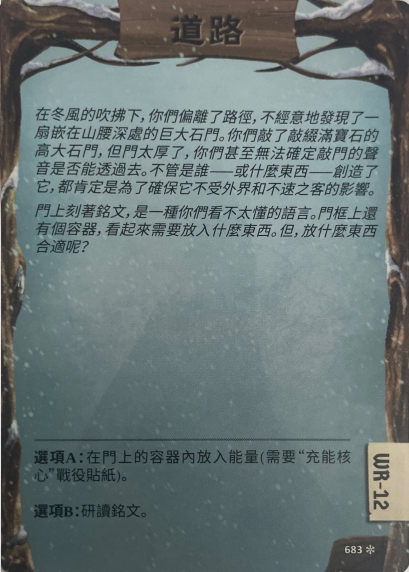 道路
在冬風的吹拂下，你們偏離了路徑，不經意地發現了一
扇嵌在山腰深處的巨大石門。你們敲了敲綴滿寶石的
高大石門，但門太厚了，你們甚至無法確定敲門的聲
音是否能透過去。不管是誰——或什麼東西——創造了
它，都肯定是為了確保它不受外界和不速之客的影響。
門上刻著銘文，是一種你們看不太懂的語言。門框上還
有個容器，看起來需要放入什麼東西。但，放什麼東西
合適呢？
選項A：在門上的容器內放入能量(需要“充能核
心”戰役貼紙)。
選項B：研讀銘文。
WR-12
683 ✻